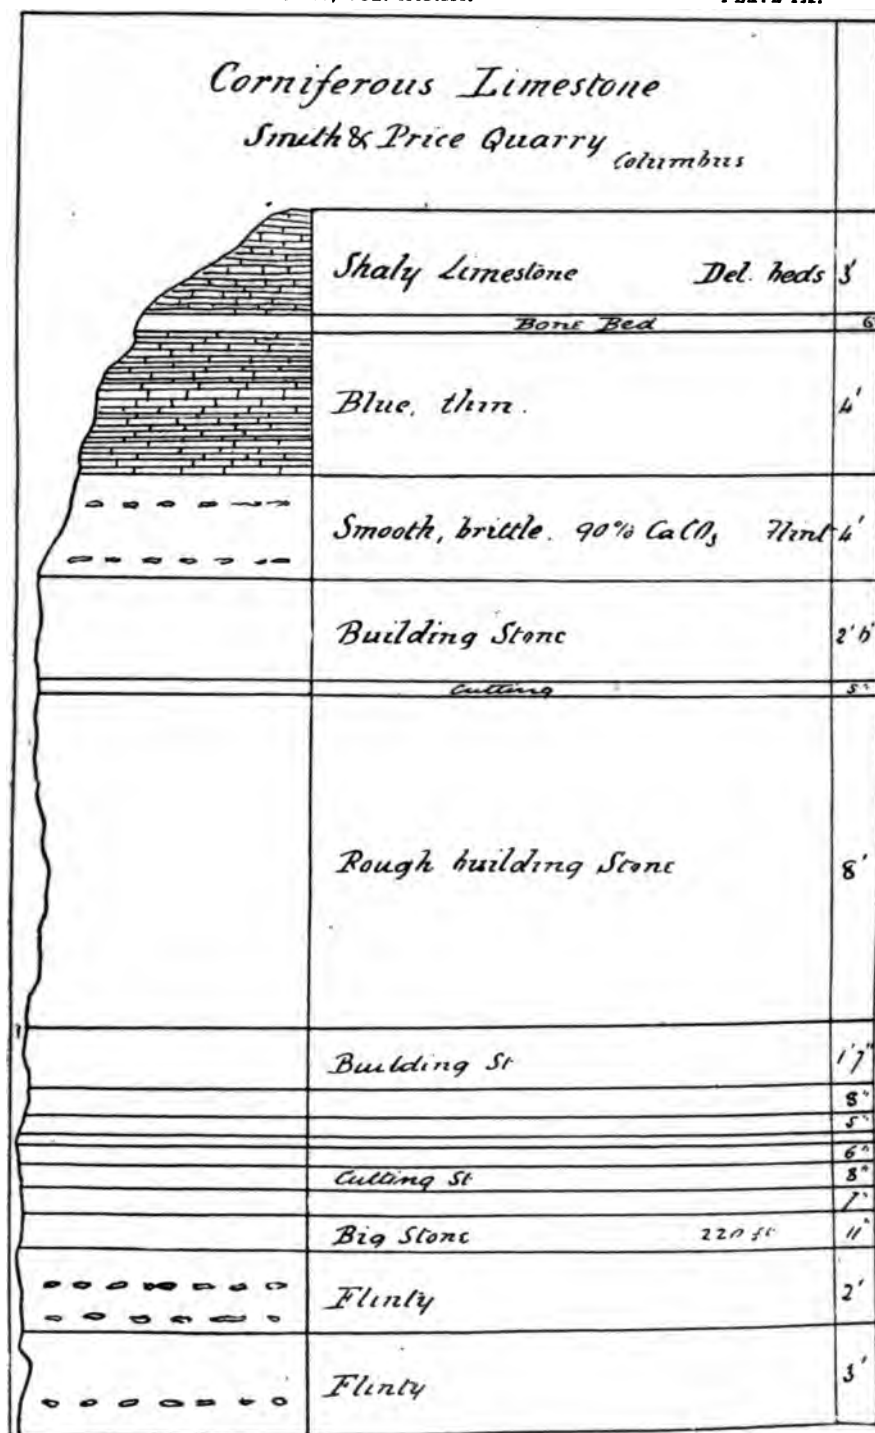 Corniferous Limestone
Smith & Price Quarry Columbus
Shaly Limestone Del. beds 3'
Bone Bed 6
Blue, thin. 4'
Smooth, brittle. 90% CaCO3 Flint 4'
Building Stone 2'
Cutting 5"
Rough building Stone 8'
Building St 1'7"
8"
5"
6"
Cutting St 8"
7"
Big Stone 220 ft 11"
Flinty 2'
Flinty 3'